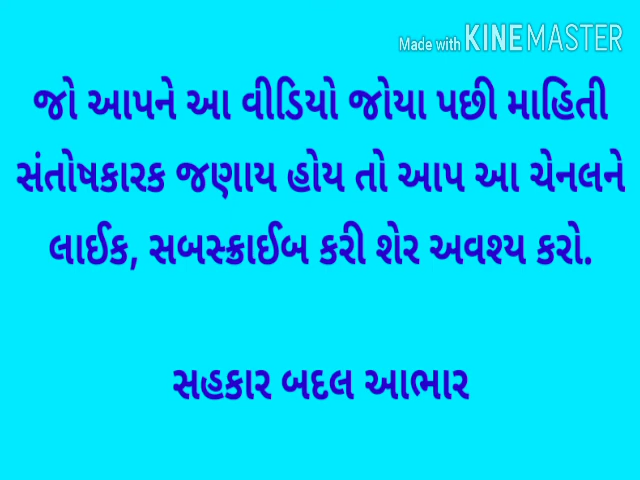 Made with KINEMASTER
જો આપને આ વીડિયો જોયા પછી માહિતી
સંતોષકારક જણાય હોય તો આપ આ ચેનલને
લાઈક, સબસ્ક્રાઈબ કરી શેર અવશ્ય કરો.
સહકાર બદલ આભાર